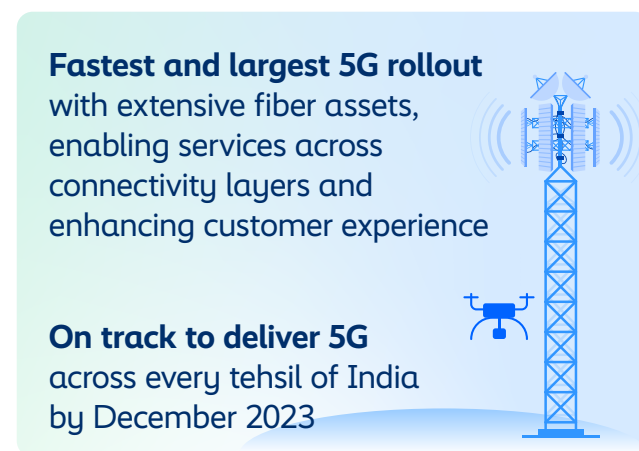 Fastest and largest 5G rollout
with extensive fiber assets,
enabling services across
connectivity layers and
enhancing customer experience
On track to deliver 5G
across every tehsil of India
by December 2023